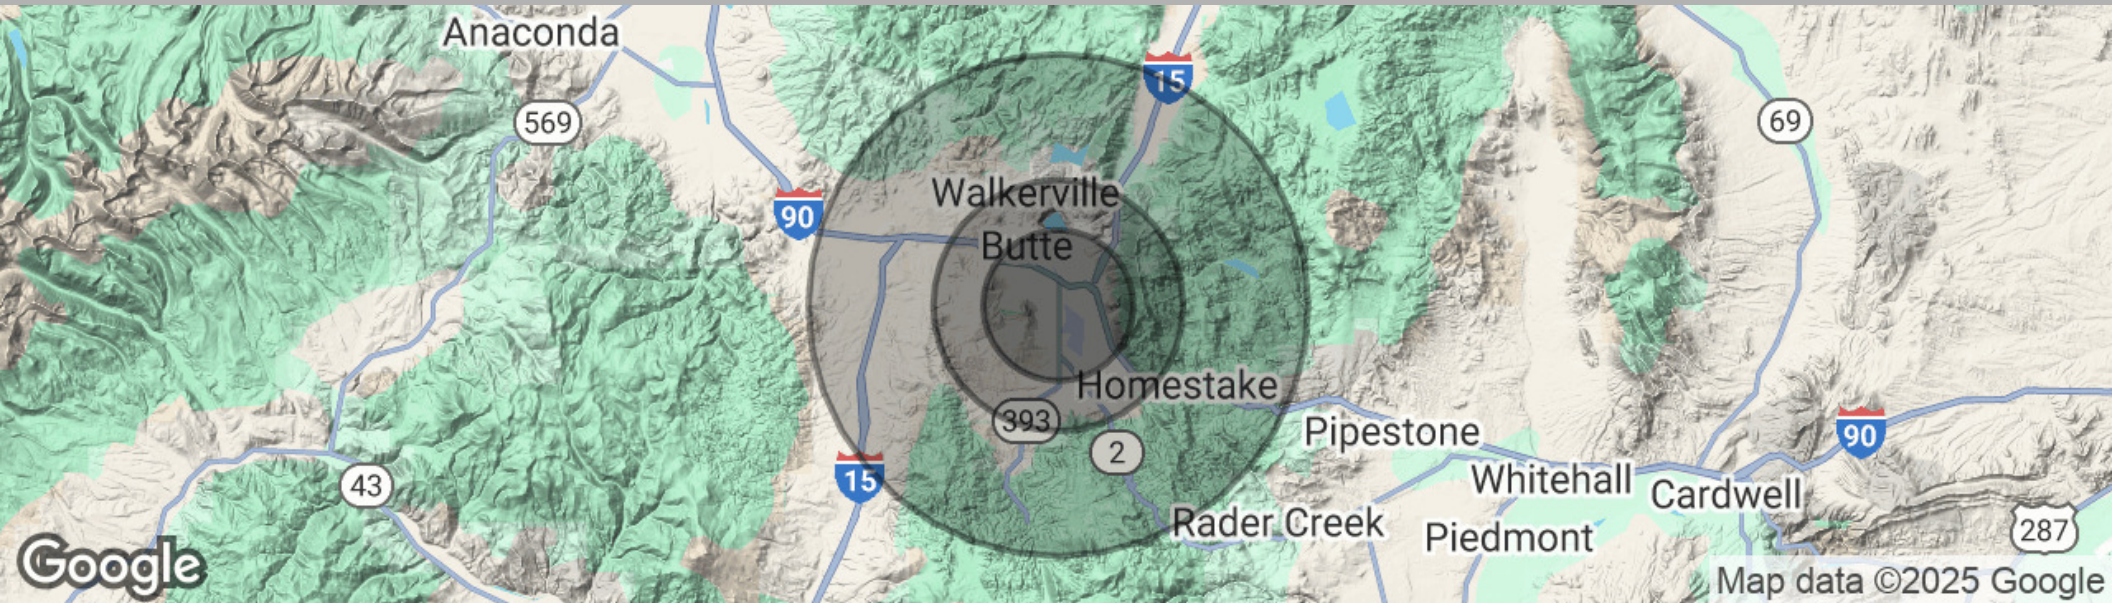 Anaconda
15
569
69
Walkerville
90
Butte
Homestake
393
90
Pipestone
2
15
Whitehall
43
Cardwell
Rader Creek
Piedmont
287
Google
Map data ©2025 Google